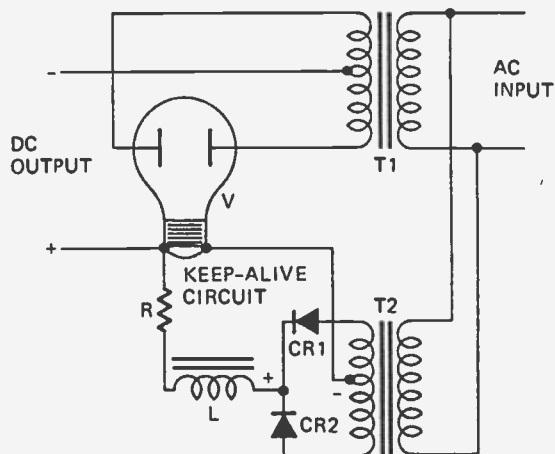 -
AC
INPUT
DC
OUTPUT
T1
V
+
KEEP-ALIVE
CIRCUIT
R
T2
CR1
+
-
L
CR2